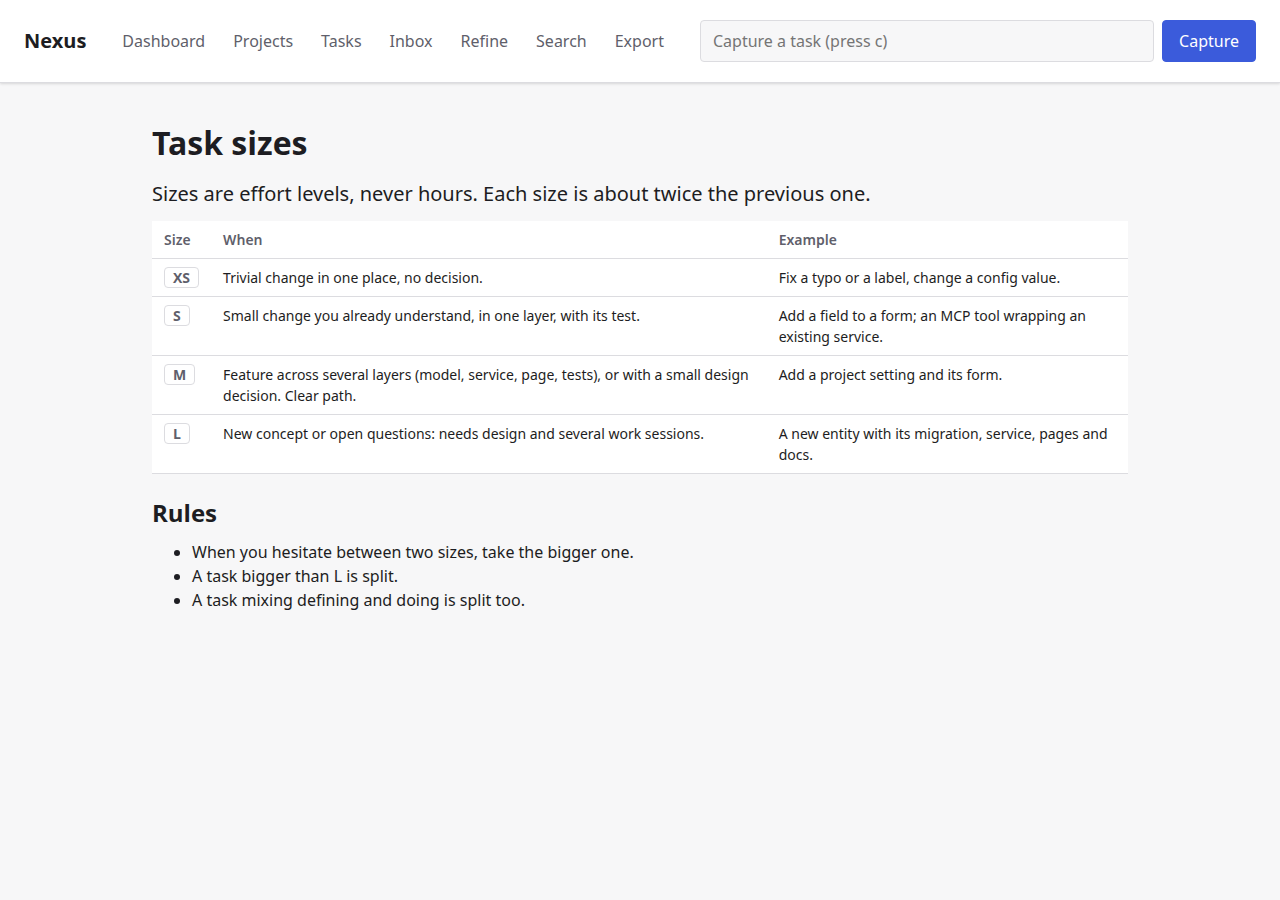 Nexus Dashboard Projects Tasks Inbox Refine Search Export Capture a task (press c) Capture
Task sizes
Sizes are effort levels, never hours. Each size is about twice the previous one.
Size When Example
XS Trivial change in one place, no decision. Fix a typo or a label, change a config value.
S Small change you already understand, in one layer, with its test. Add a field to a form; an MCP tool wrapping an
existing service.
M Feature across several layers (model, service, page, tests), or with a small design Add a project setting and its form.
decision. Clear path.
L New concept or open questions: needs design and several work sessions. A new entity with its migration, service, pages and
docs.
Rules
• When you hesitate between two sizes, take the bigger one.
• A task bigger than L is split.
• A task mixing defining and doing is split too.